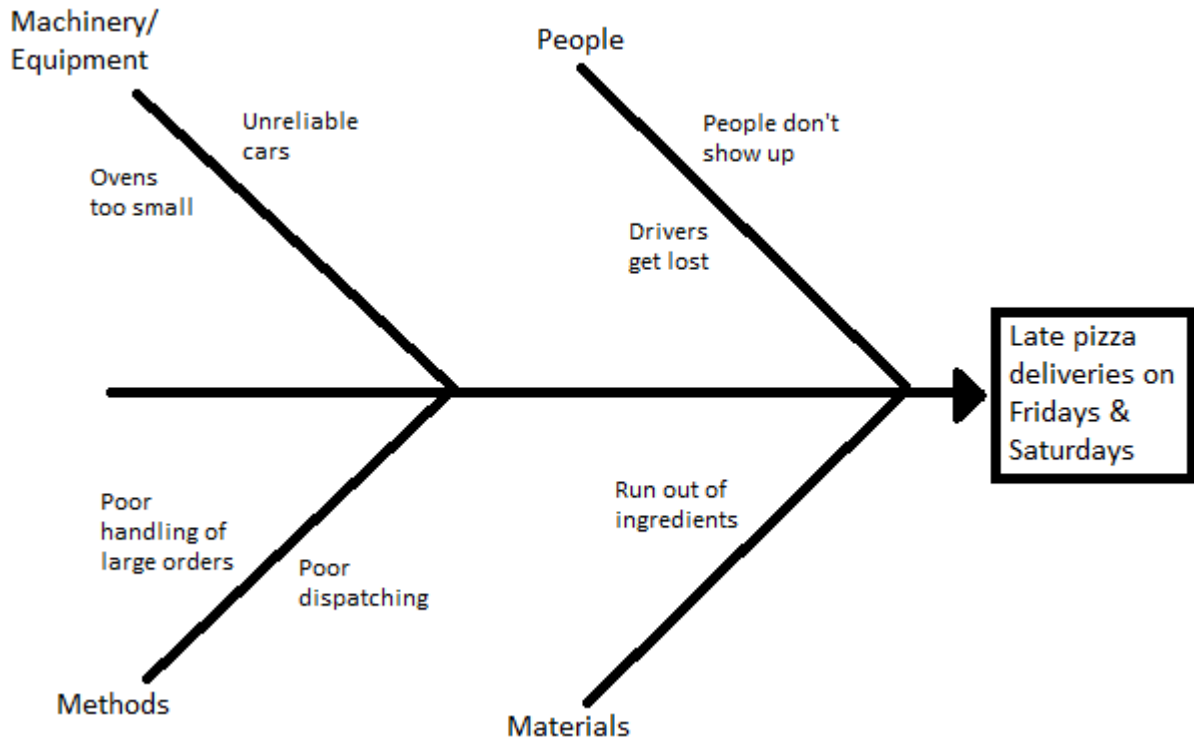 Machinery/
Equipment
People
Unreliable
cars
People don't
show up
Ovens
too small
Drivers
get lost
Late pizza
deliveries on
Fridays &
Saturdays
Poor
handling of
large orders
Poor
dispatching
Run out of
ingredients
Methods
Materials